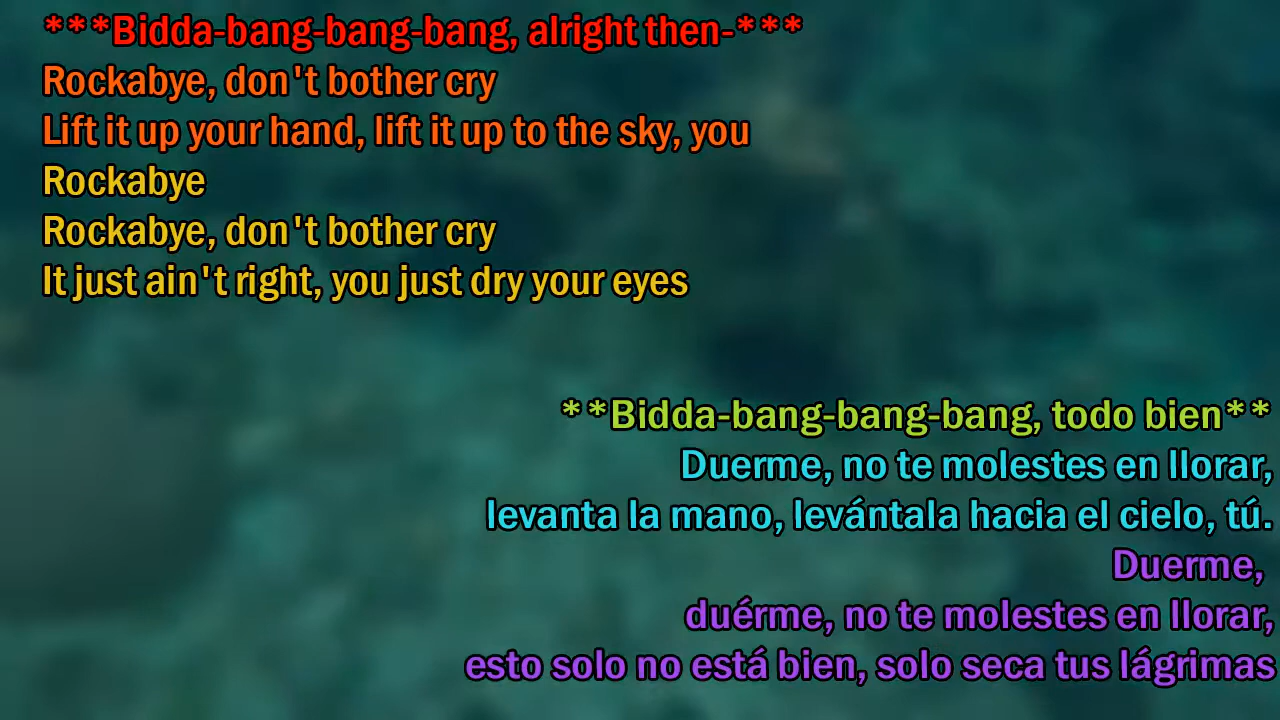 ***Bidda-bang-bang-bang, alright then-***
Rockabye, don't bother cry
Lift it up your hand, lift it up to the sky, you
Rockabye
Rockabye, don't bother cry
It just ain't right, you just dry your eyes
**Bidda-bang-bang-bang, todo bien**
Duerme, no te molestes en llorar,
levanta la mano, levántala hacia el cielo, tú.
Duerme,
duérme, no te molestes en llorar,
esto solo no está bien, solo seca tus lágrimas